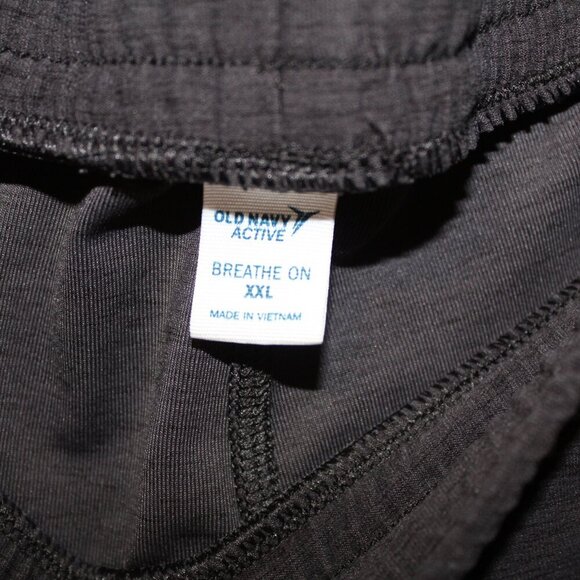 OLD NAVY
ACTIVE
BREATHE ON
XXL
MADE IN VIETNAM